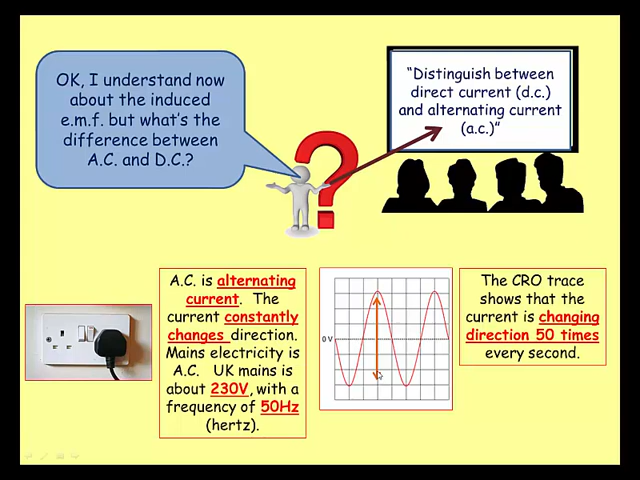 OK, I understand now
about the induced
e.m.f. but what's the
difference between
A.C. and D.C.?
"Distinguish between
direct current (d.c.)
and alternating current
(a.c.)"
A.C. is alternating
current. The
current constantly
changes direction.
Mains electricity is
A.C. UK mains is
about 230V, with a
frequency of 50Hz
(hertz).
0 V
The CRO trace
shows that the
current is changing
direction 50 times
every second.